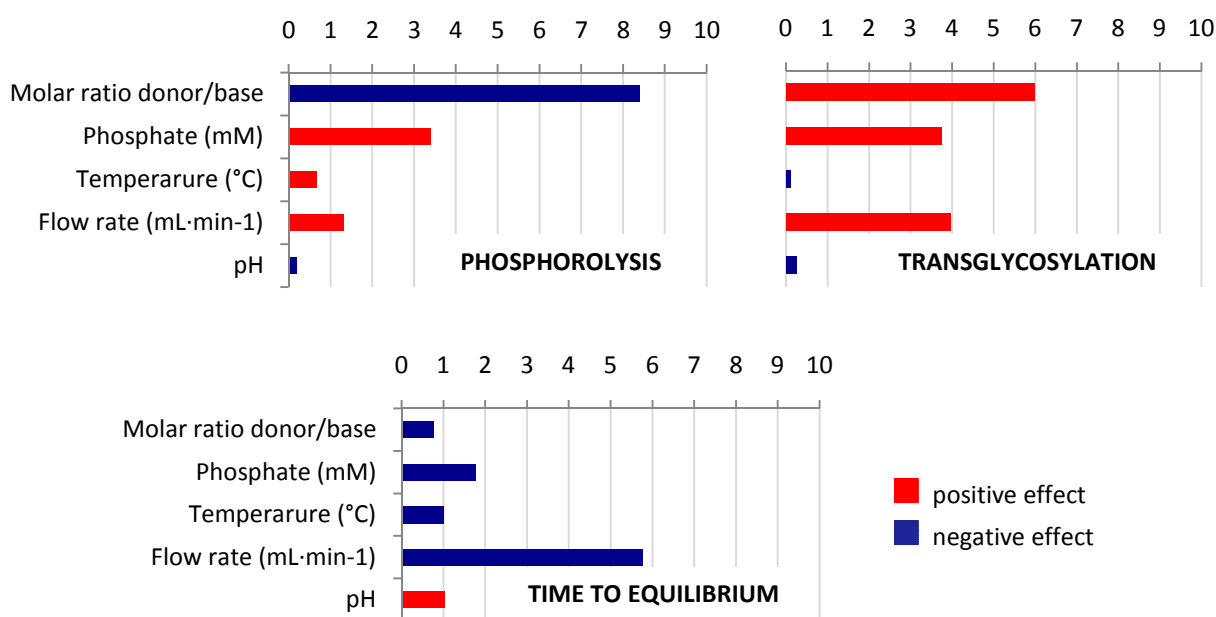 0 1 2 3 4 5 6 7 8 9 10
0 1 2 3 4 5 6 7 8 9 10
Molar ratio donor/base
Phosphate (mM)
Temperarure (°C)
Flow rate (mL·min-1)
pH
PHOSPHOROLYSIS
TRANSGLYCOSYLATION
0 1 2 3 4 5 6 7 8 9 10
Molar ratio donor/base
Phosphate (mM)
Temperarure (°C)
Flow rate (mL·min-1)
pH
TIME TO EQUILIBRIUM
positive effect
negative effect